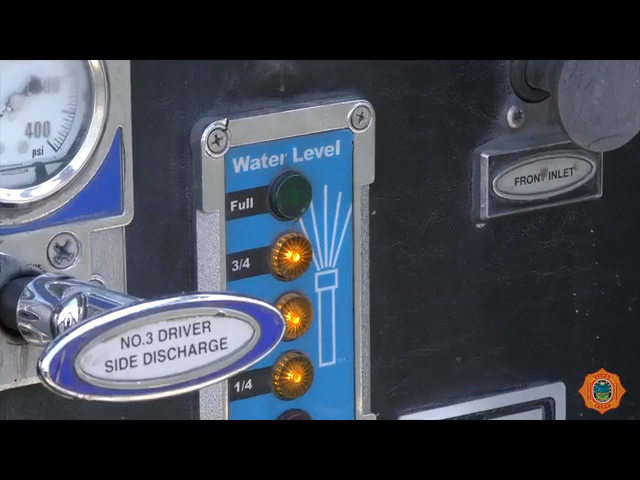 400
psi
Water Level
Full
3/4
1/4
NO.3 DRIVER
SIDE DISCHARGE
FRONT INLET